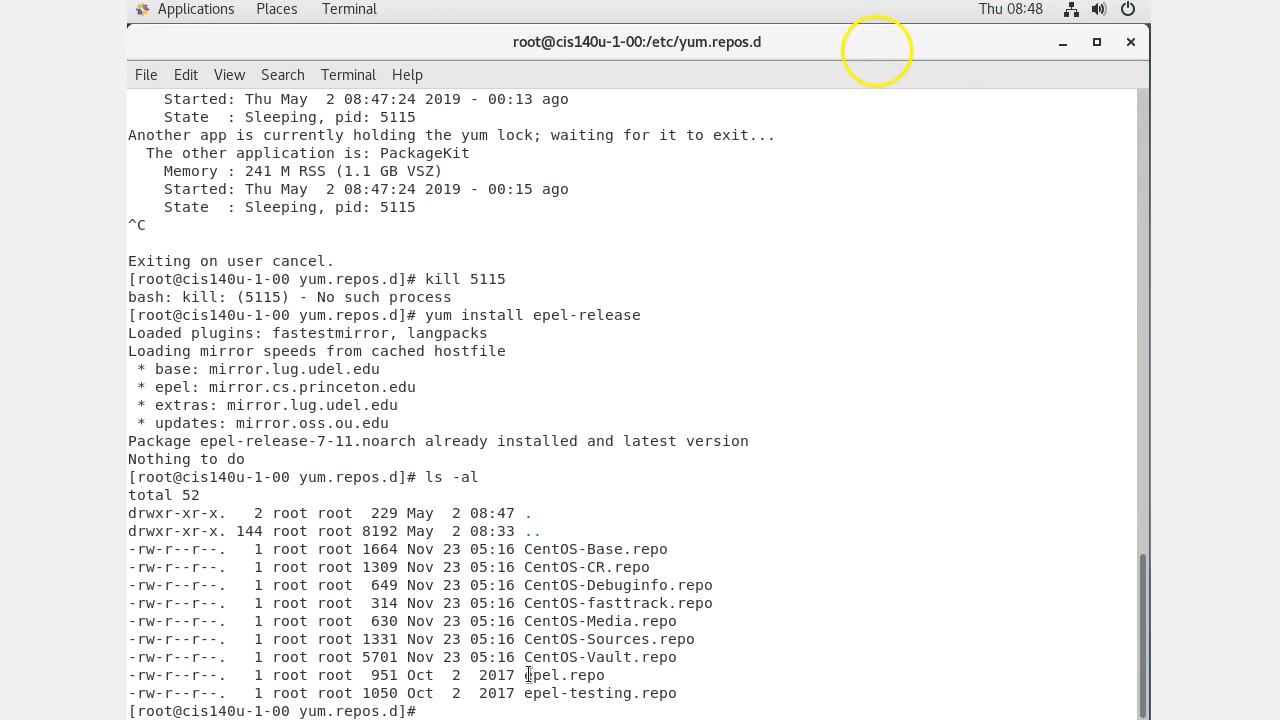 Applications Places Terminal Thu 08:48
root@cis140u-1-00:/etc/yum.repos.d
File Edit View Search Terminal Help
Started: Thu May  2 08:47:24 2019 - 00:13 ago
State  : Sleeping, pid: 5115
Another app is currently holding the yum lock; waiting for it to exit...
The other application is: PackageKit
Memory : 241 M RSS (1.1 GB VSZ)
Started: Thu May  2 08:47:24 2019 - 00:15 ago
State  : Sleeping, pid: 5115
^C
Exiting on user cancel.
[root@cis140u-1-00 yum.repos.d]# kill 5115
bash: kill: (5115) - No such process
[root@cis140u-1-00 yum.repos.d]# yum install epel-release
Loaded plugins: fastestmirror, langpacks
Loading mirror speeds from cached hostfile
* base: mirror.lug.udel.edu
* epel: mirror.cs.princeton.edu
* extras: mirror.lug.udel.edu
* updates: mirror.oss.ou.edu
Package epel-release-7-11.noarch already installed and latest version
Nothing to do
[root@cis140u-1-00 yum.repos.d]# ls -al
total 52
drwxr-xr-x.   2 root root  229 May  2 08:47 .
drwxr-xr-x. 144 root root 8192 May  2 08:33 ..
-rw-r--r--.   1 root root 1664 Nov 23 05:16 CentOS-Base.repo
-rw-r--r--.   1 root root 1309 Nov 23 05:16 CentOS-CR.repo
-rw-r--r--.   1 root root  649 Nov 23 05:16 CentOS-Debuginfo.repo
-rw-r--r--.   1 root root  314 Nov 23 05:16 CentOS-fasttrack.repo
-rw-r--r--.   1 root root  630 Nov 23 05:16 CentOS-Media.repo
-rw-r--r--.   1 root root 1331 Nov 23 05:16 CentOS-Sources.repo
-rw-r--r--.   1 root root 5701 Nov 23 05:16 CentOS-Vault.repo
-rw-r--r--.   1 root root  951 Oct  2  2017 epel.repo
-rw-r--r--.   1 root root 1050 Oct  2  2017 epel-testing.repo
[root@cis140u-1-00 yum.repos.d]#